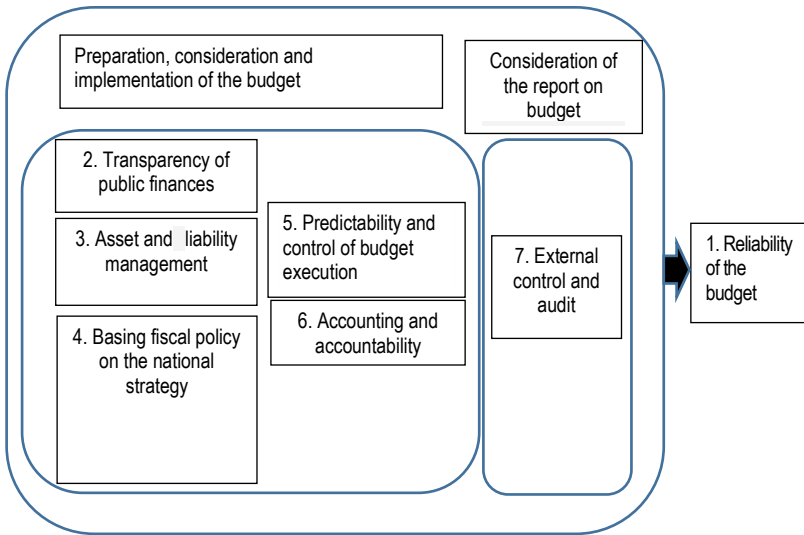 Preparation, consideration and
implementation of the budget
Consideration of
the report on
budget
2. Transparency of
public finances
3. Asset and liability
management
4. Basing fiscal policy
on the national
strategy
5. Predictability and
control of budget
execution
6. Accounting and
accountability
7. External
control and
audit
1. Reliability
of the
budget